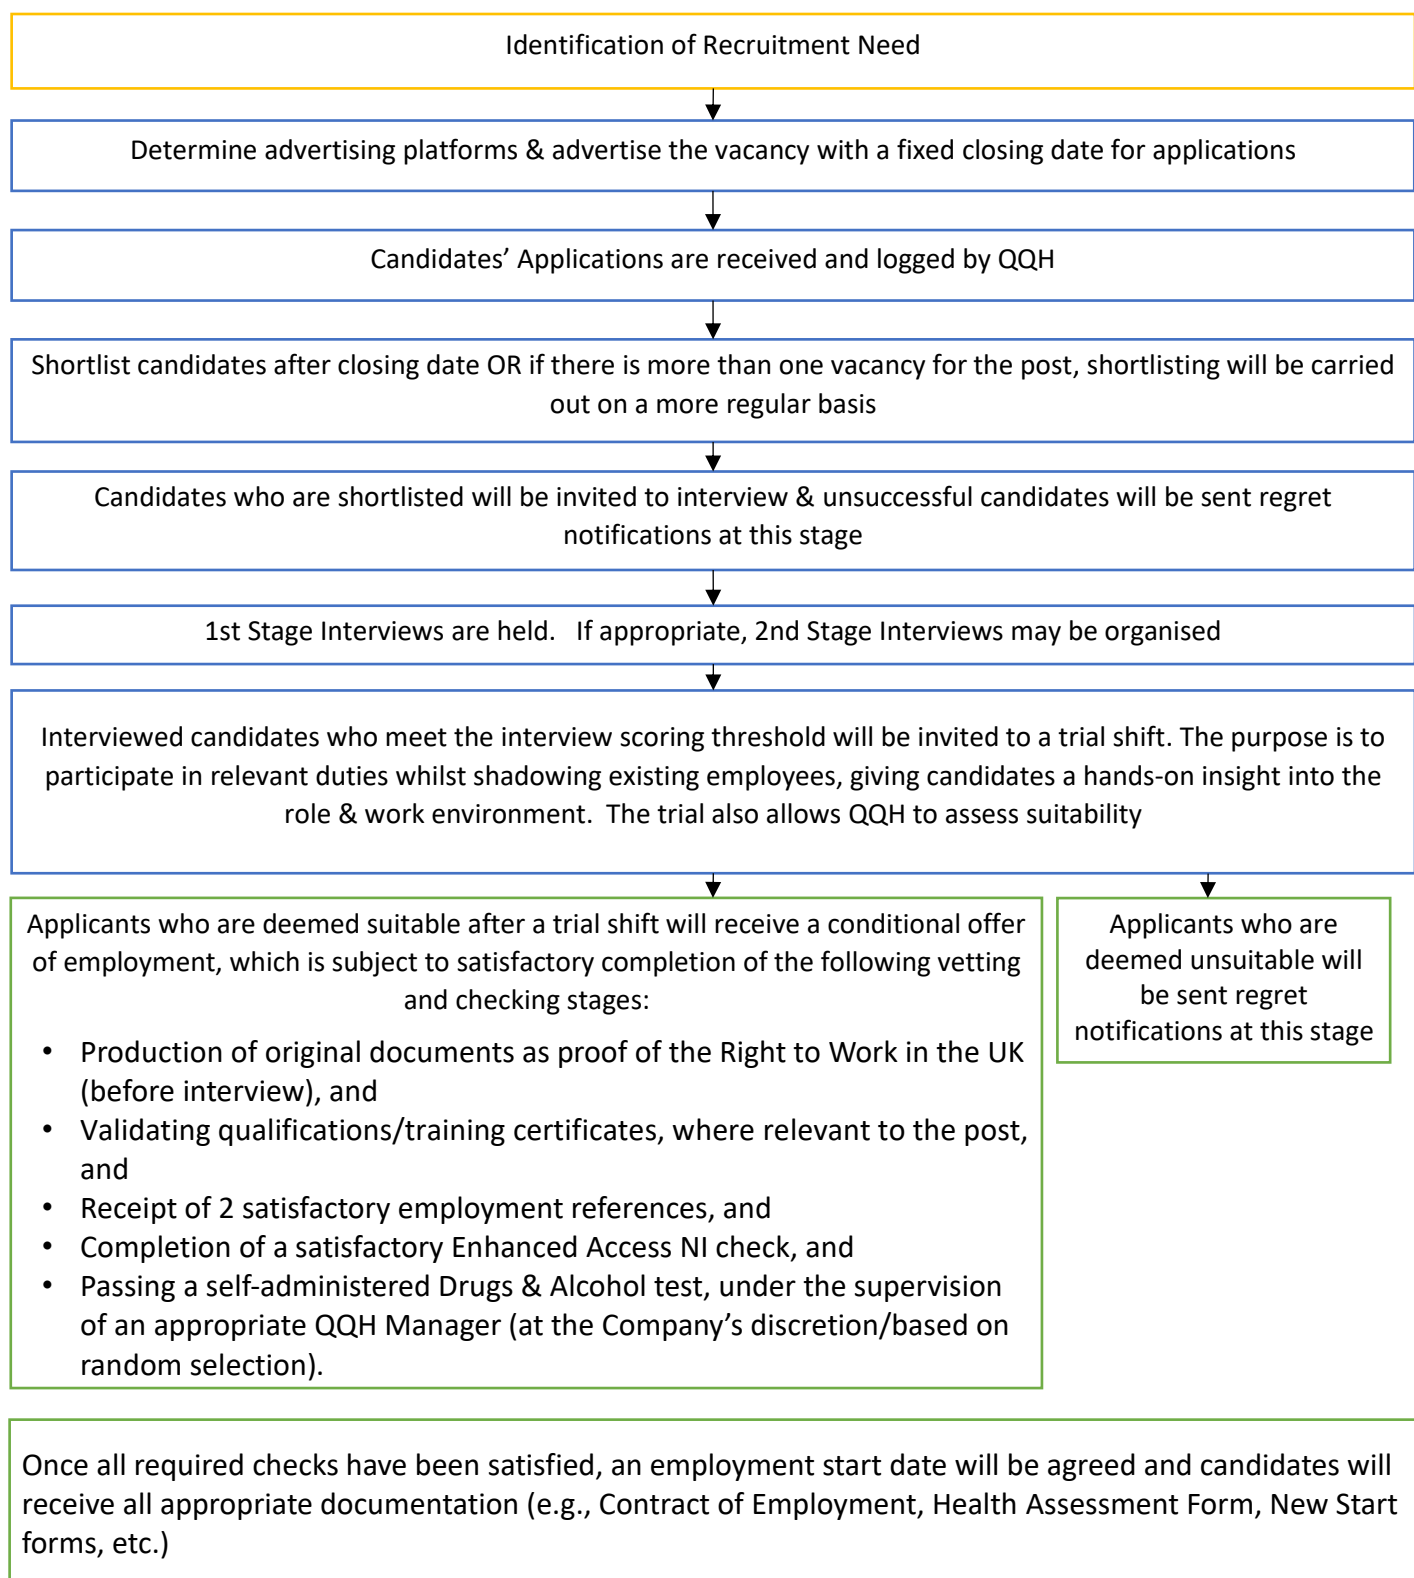 Identification of Recruitment Need
Determine advertising platforms & advertise the vacancy with a fixed closing date for applications
Candidates’ Applications are received and logged by QQH
Shortlist candidates after closing date OR if there is more than one vacancy for the post, shortlisting will be carried
out on a more regular basis
Candidates who are shortlisted will be invited to interview & unsuccessful candidates will be sent regret
notifications at this stage
1st Stage Interviews are held.   If appropriate, 2nd Stage Interviews may be organised
Interviewed candidates who meet the interview scoring threshold will be invited to a trial shift. The purpose is to
participate in relevant duties whilst shadowing existing employees, giving candidates a hands-on insight into the
role & work environment.  The trial also allows QQH to assess suitability
Applicants who are deemed suitable after a trial shift will receive a conditional offer
of employment, which is subject to satisfactory completion of the following vetting
and checking stages:
• Production of original documents as proof of the Right to Work in the UK
(before interview), and
• Validating qualifications/training certificates, where relevant to the post,
and
• Receipt of 2 satisfactory employment references, and
• Completion of a satisfactory Enhanced Access NI check, and
• Passing a self-administered Drugs & Alcohol test, under the supervision
of an appropriate QQH Manager (at the Company’s discretion/based on
random selection).
Applicants who are
deemed unsuitable will
be sent regret
notifications at this stage
Once all required checks have been satisfied, an employment start date will be agreed and candidates will
receive all appropriate documentation (e.g., Contract of Employment, Health Assessment Form, New Start
forms, etc.)